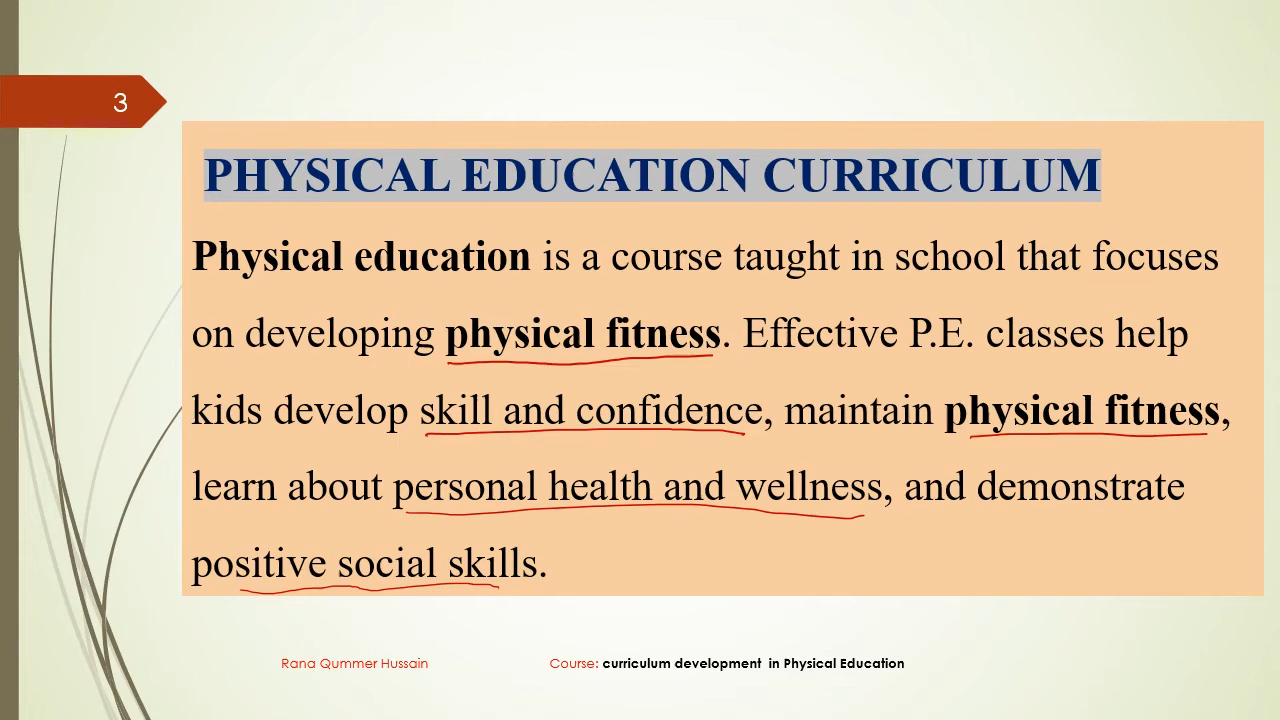 3
PHYSICAL EDUCATION CURRICULUM
Physical education is a course taught in school that focuses
on developing physical fitness. Effective P.E. classes help
kids develop skill and confidence, maintain physical fitness,
learn about personal health and wellness, and demonstrate
positive social skills.
Rana Qummer Hussain
Course: curriculum development in Physical Education